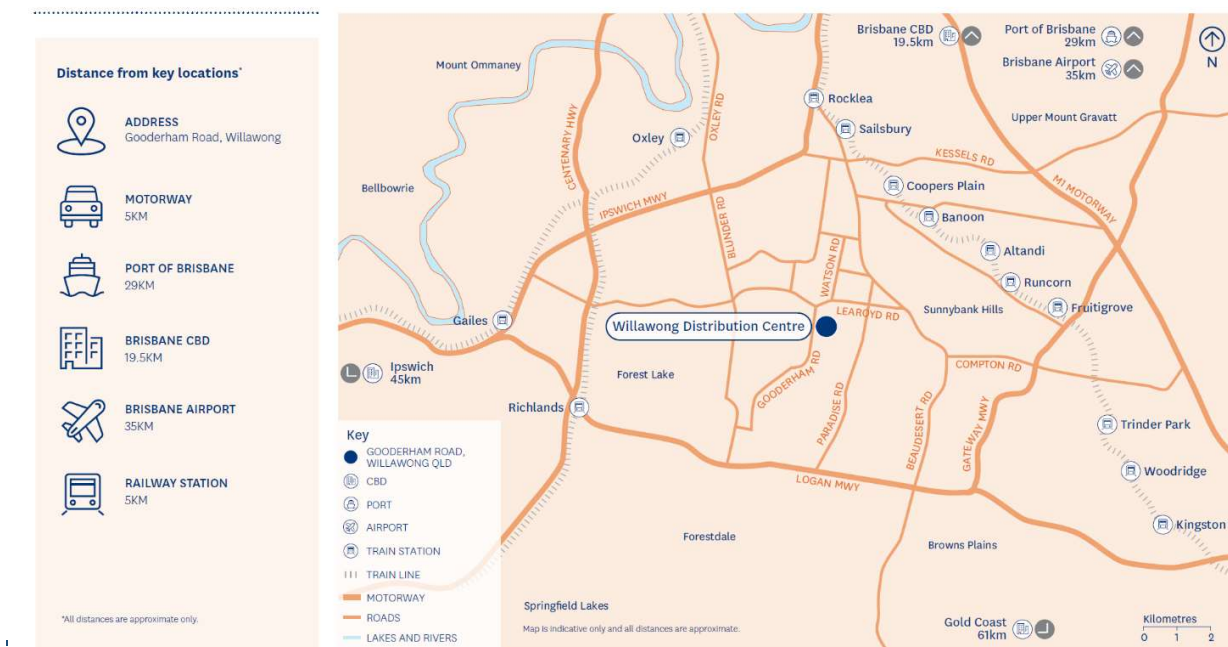 Distance from key locations*
ADDRESS
Gooderham Road, Willawong
MOTORWAY
5KM
PORT OF BRISBANE
29KM
BRISBANE CBD
19.5KM
BRISBANE AIRPORT
35KM
RAILWAY STATION
5KM
*All distances are approximate only.
Brisbane CBD
19.5km
Port of Brisbane
29km
Brisbane Airport
35km
N
Mount Ommaney
Rocklea
Oxley
OXLEY RD
Sailsbury
Upper Mount Gravatt
CENTENARY HWY
KESSELS RD
Bellbowrie
Coopers Plain
M1 MOTORWAY
IPSWICH MWY
BLUNDER RD
Banoon
WATSON RD
Altandi
Runcorn
Gailes
Willawong Distribution Centre
LEAROYD RD
Sunnybank Hills
Fruitigrove
Ipswich
45km
Forest Lake
GOODERHAM RD
COMPTON RD
Richlands
PARADISE RD
BEAUDESERT RD
GATEWAY MWY
Trinder Park
Woodridge
LOGAN MWY
Kingston
Forestdale
Browns Plains
Springfield Lakes
Map is indicative only and all distances are approximate.
Gold Coast
61km
Kilometres
0 1 2
Key
GOODERHAM ROAD,
WILLAWONG QLD
CBD
PORT
AIRPORT
TRAIN STATION
TRAIN LINE
MOTORWAY
ROADS
LAKES AND RIVERS